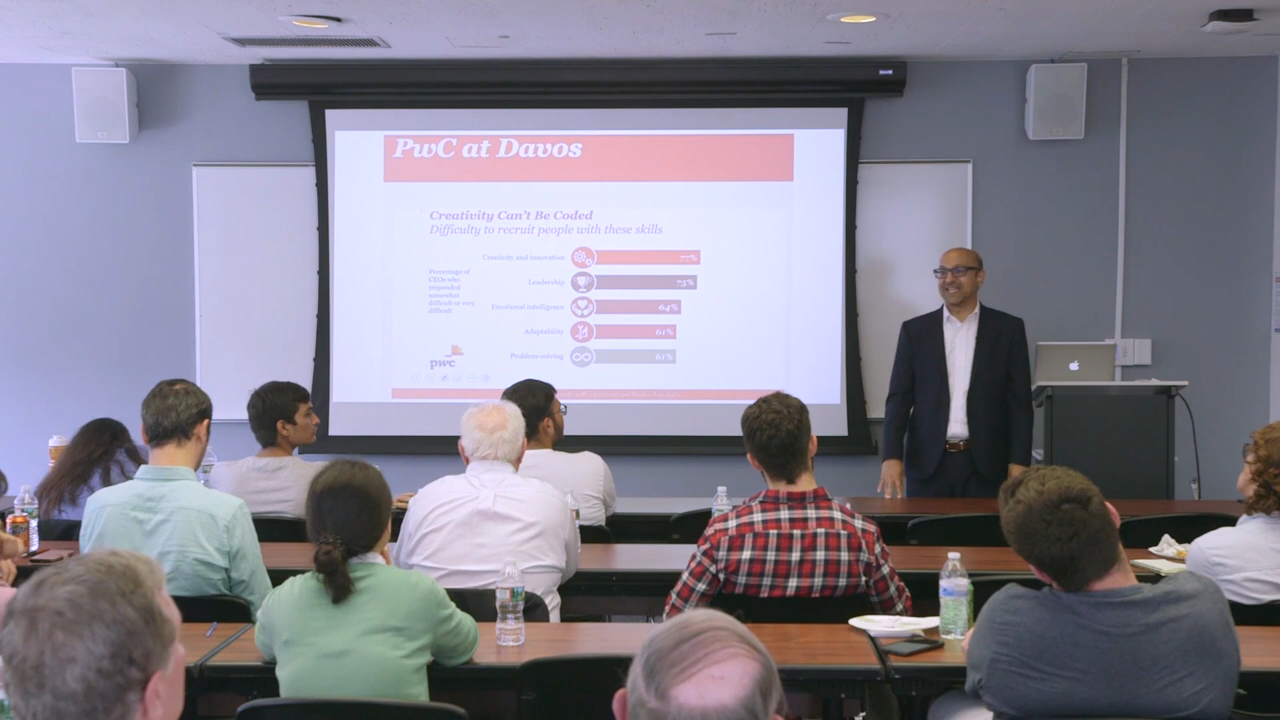 PwC at Davos
Creativity Can't Be Coded
Difficulty to recruit people with these skills
Creativity and innovation 77%
Percentage of
CEOs who
responded
somewhat
difficult or very
difficult
Leadership 75%
Emotional intelligence 64%
Adaptability 61%
Problem-solving 61%
pwc